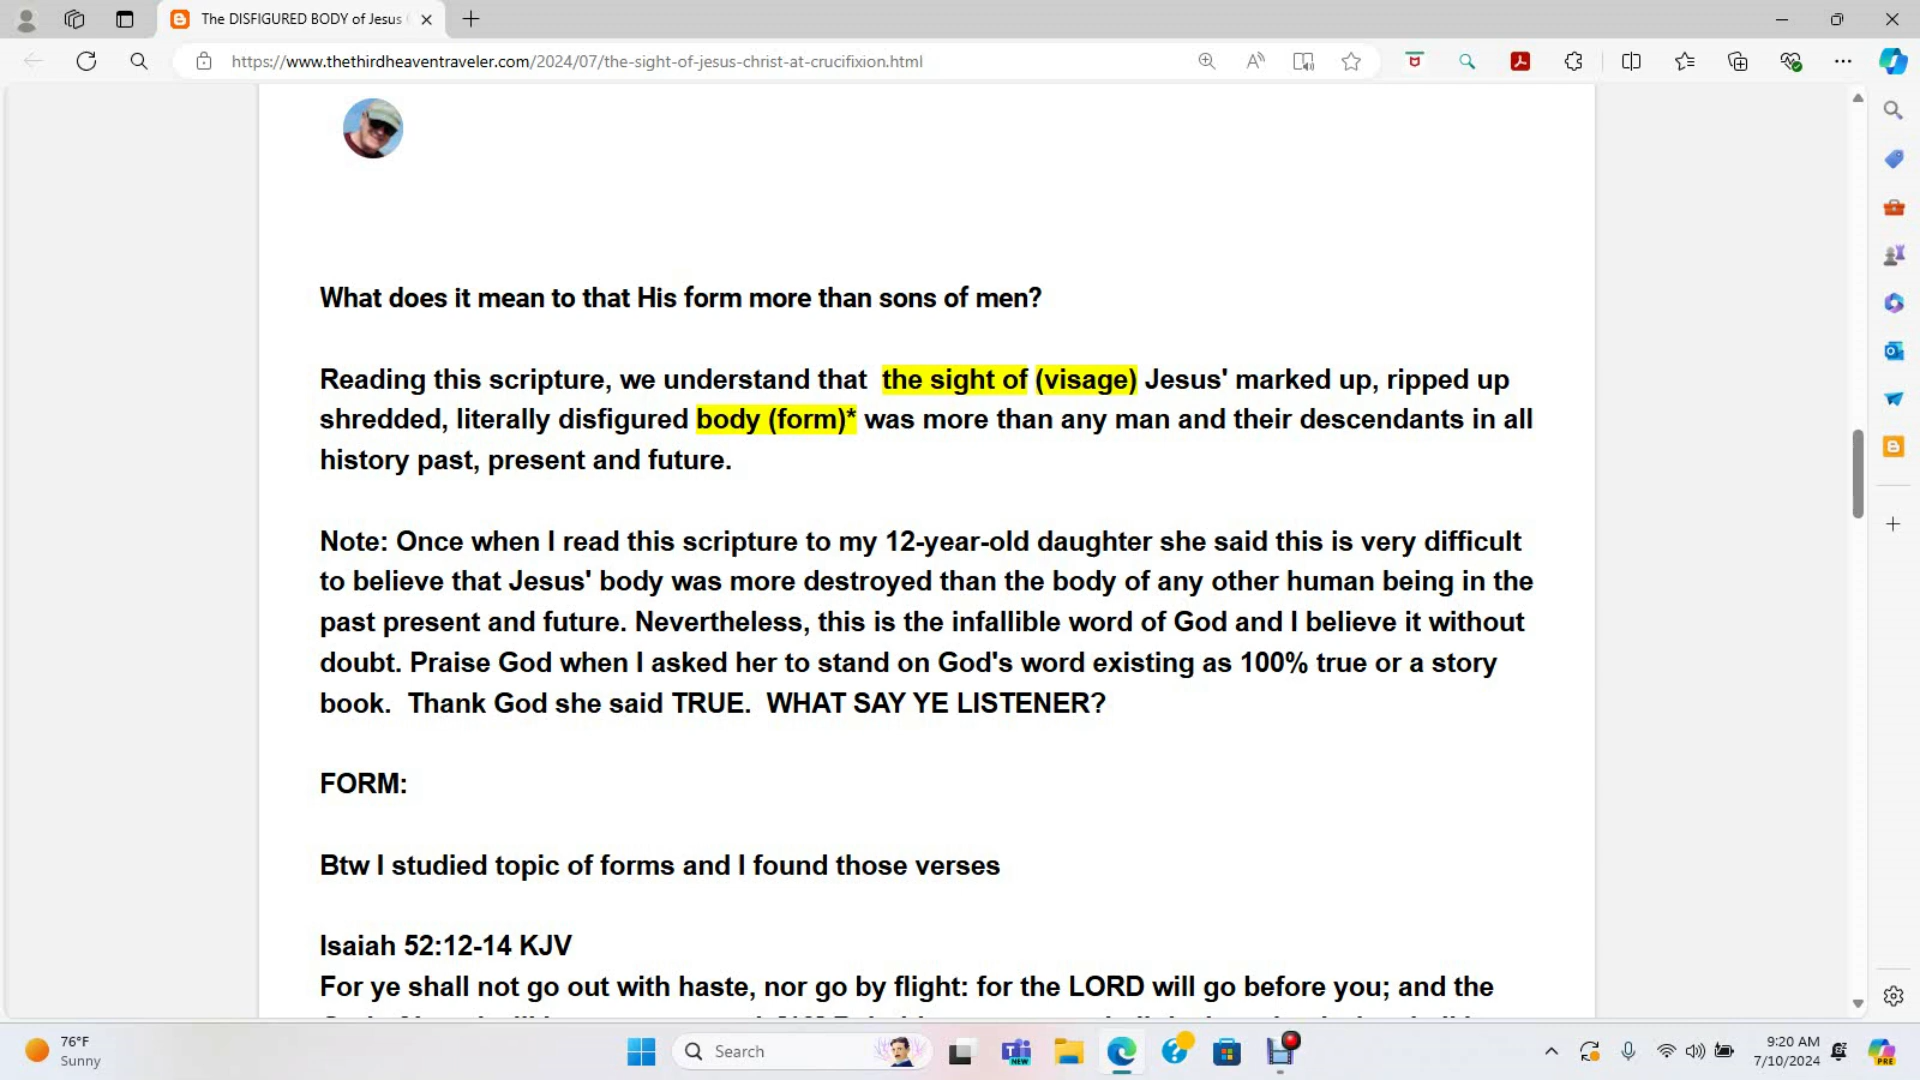 The DISFIGURED BODY of Jesus
https://www.thethirdheaventraveler.com/2024/07/the-sight-of-jesus-christ-at-crucifixion.html
What does it mean to that His form more than sons of men?
Reading this scripture, we understand that  the sight of (visage) Jesus' marked up, ripped up
shredded, literally disfigured body (form)* was more than any man and their descendants in all
history past, present and future.
Note: Once when I read this scripture to my 12-year-old daughter she said this is very difficult
to believe that Jesus' body was more destroyed than the body of any other human being in the
past present and future. Nevertheless, this is the infallible word of God and I believe it without
doubt. Praise God when I asked her to stand on God's word existing as 100% true or a story
book.  Thank God she said TRUE.  WHAT SAY YE LISTENER?
FORM:
Btw I studied topic of forms and I found those verses
Isaiah 52:12-14 KJV
For ye shall not go out with haste, nor go by flight: for the LORD will go before you; and the
76°F
Sunny
Search
NEW
9:20 AM
7/10/2024
PRE